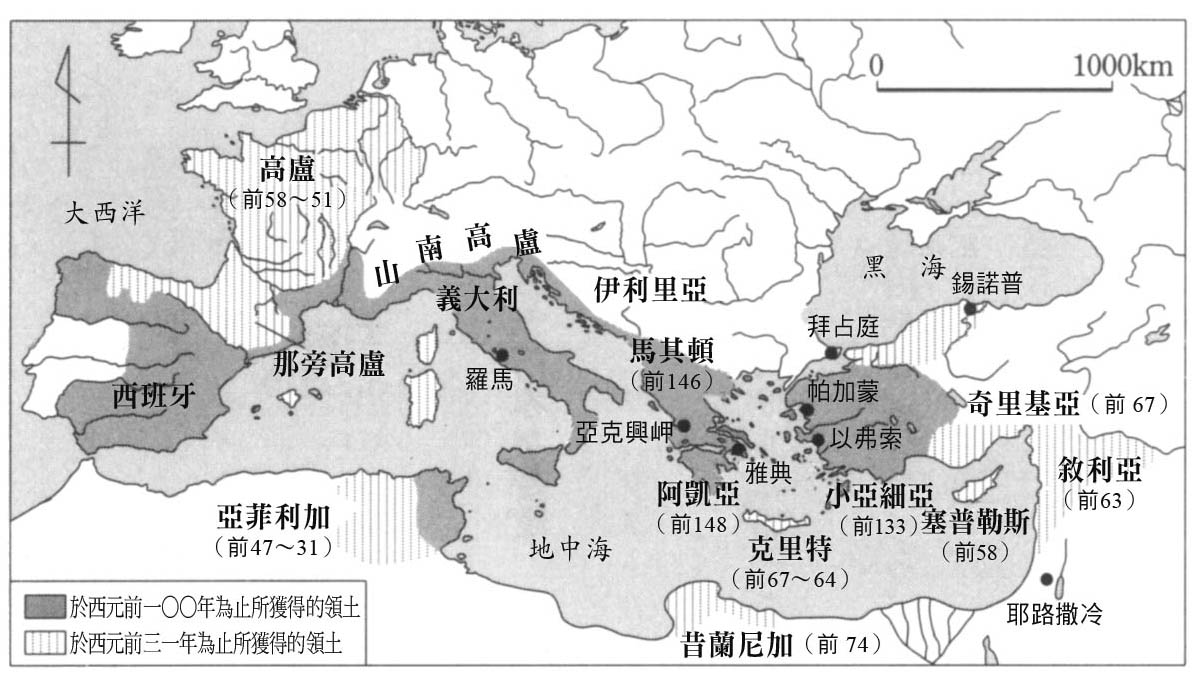 0 1000km
高盧
(前58～51)
大西洋
山南高盧
黑海
義大利
伊利里亞
錫諾普
拜占庭
那旁高盧
馬其頓
(前146)
羅馬
西班牙
帕加蒙
奇里基亞(前67)
亞克興岬
以弗索
雅典
敘利亞
(前63)
阿凱亞
(前148)
小亞細亞
(前133)
塞普勒斯
(前58)
亞菲利加
(前47～31)
地中海
克里特
(前67～64)
耶路撒冷
昔蘭尼加(前74)
於西元前一〇〇年為止所獲得的領土
於西元前三一年為止所獲得的領土